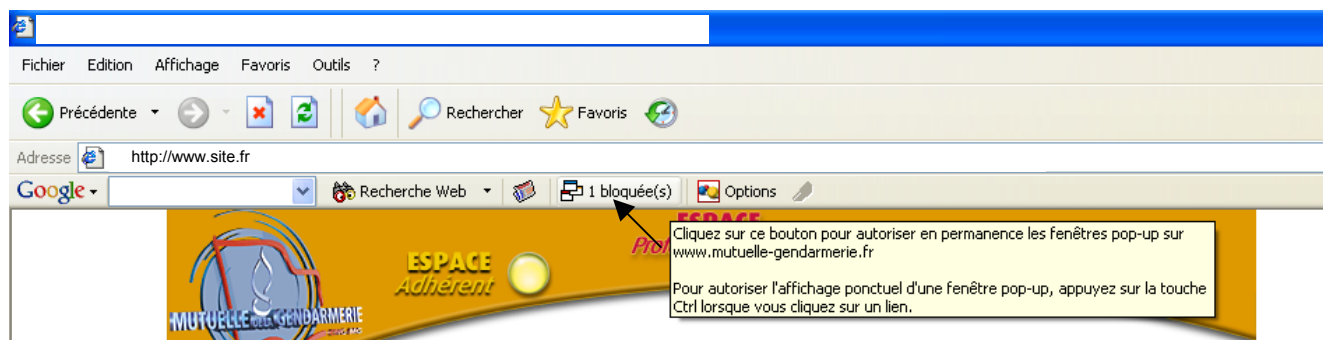 Fichier Edition Affichage Favoris Outils ?
Précédente Rechercher Favoris
Adresse http://www.site.fr
Google Recherche Web 1 bloquée(s) Options
ESPACE
ESPACE
Adhérent
Cliquez sur ce bouton pour autoriser en permanence les fenêtres pop-up sur
www.mutuelle-gendarmerie.fr
Pour autoriser l'affichage ponctuel d'une fenêtre pop-up, appuyez sur la touche
Ctrl lorsque vous cliquez sur un lien.
MUTUELLE DE LA GENDARMERIE